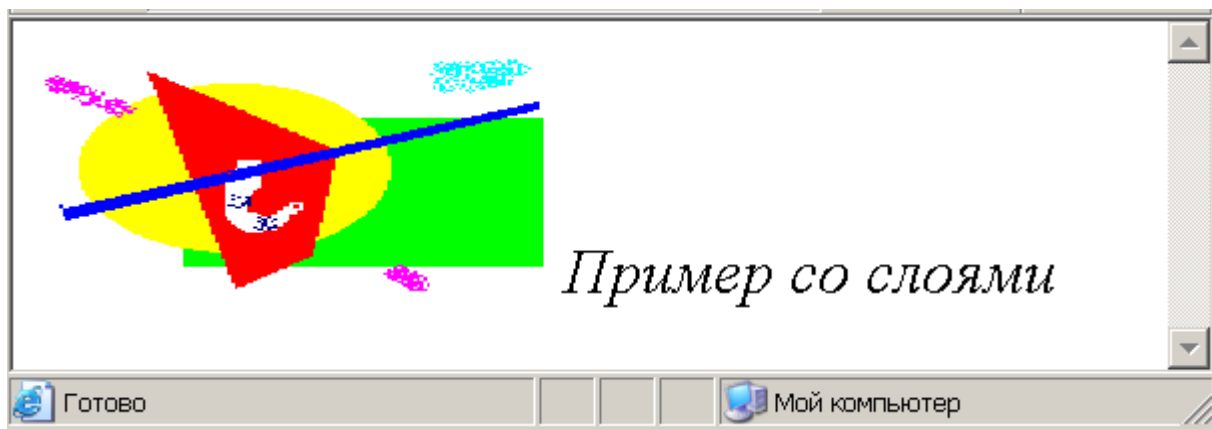 Пример со слоями
Готово
Мой компьютер